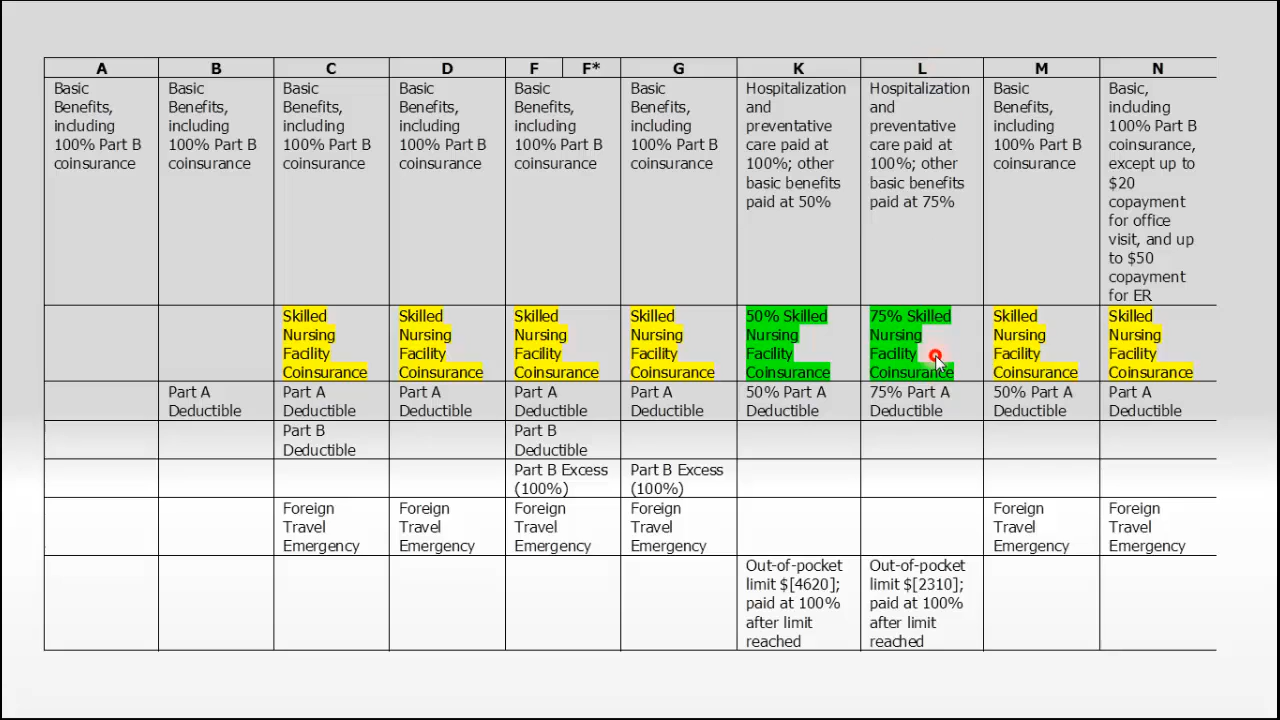 A B C D F F* G K L M N
Basic
Benefits,
including
100% Part B
coinsurance
Basic
Benefits,
including
100% Part B
coinsurance
Basic
Benefits,
including
100% Part B
coinsurance
Basic
Benefits,
including
100% Part B
coinsurance
Basic
Benefits,
including
100% Part B
coinsurance
Basic
Benefits,
including
100% Part B
coinsurance
Hospitalization
and
preventative
care paid at
100%; other
basic benefits
paid at 50%
Hospitalization
and
preventative
care paid at
100%; other
basic benefits
paid at 75%
Basic
Benefits,
including
100% Part B
coinsurance
Basic,
including
100% Part B
coinsurance,
except up to
$20
copayment
for office
visit, and up
to $50
copayment
for ER
Skilled
Nursing
Facility
Coinsurance
Skilled
Nursing
Facility
Coinsurance
Skilled
Nursing
Facility
Coinsurance
Skilled
Nursing
Facility
Coinsurance
50% Skilled
Nursing
Facility
Coinsurance
75% Skilled
Nursing
Facility
Coinsurance
Skilled
Nursing
Facility
Coinsurance
Skilled
Nursing
Facility
Coinsurance
Part A
Deductible
Part A
Deductible
Part A
Deductible
Part A
Deductible
Part A
Deductible
50% Part A
Deductible
75% Part A
Deductible
50% Part A
Deductible
Part A
Deductible
Part B
Deductible
Part B
Deductible
Part B Excess
(100%)
Part B Excess
(100%)
Foreign
Travel
Emergency
Foreign
Travel
Emergency
Foreign
Travel
Emergency
Foreign
Travel
Emergency
Foreign
Travel
Emergency
Foreign
Travel
Emergency
Out-of-pocket
limit $[4620];
paid at 100%
after limit
reached
Out-of-pocket
limit $[2310];
paid at 100%
after limit
reached